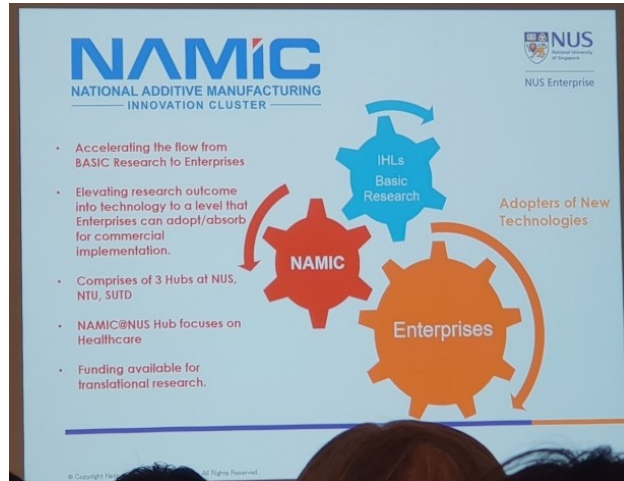 NAMIC
NATIONAL ADDITIVE MANUFACTURING
INNOVATION CLUSTER
NUS
National University
of Singapore
NUS Enterprise
• Accelerating the flow from
BASIC Research to Enterprises
• Elevating research outcome
into technology to a level that
Enterprises can adopt/absorb
for commercial
implementation.
• Comprises of 3 Hubs at NUS,
NTU, SUTD
• NAMIC@NUS Hub focuses on
Healthcare
• Funding available for
translational research.
IHLs
Basic
Research
NAMIC
Enterprises
Adopters of New
Technologies
© Copyright
All Rights Reserved.